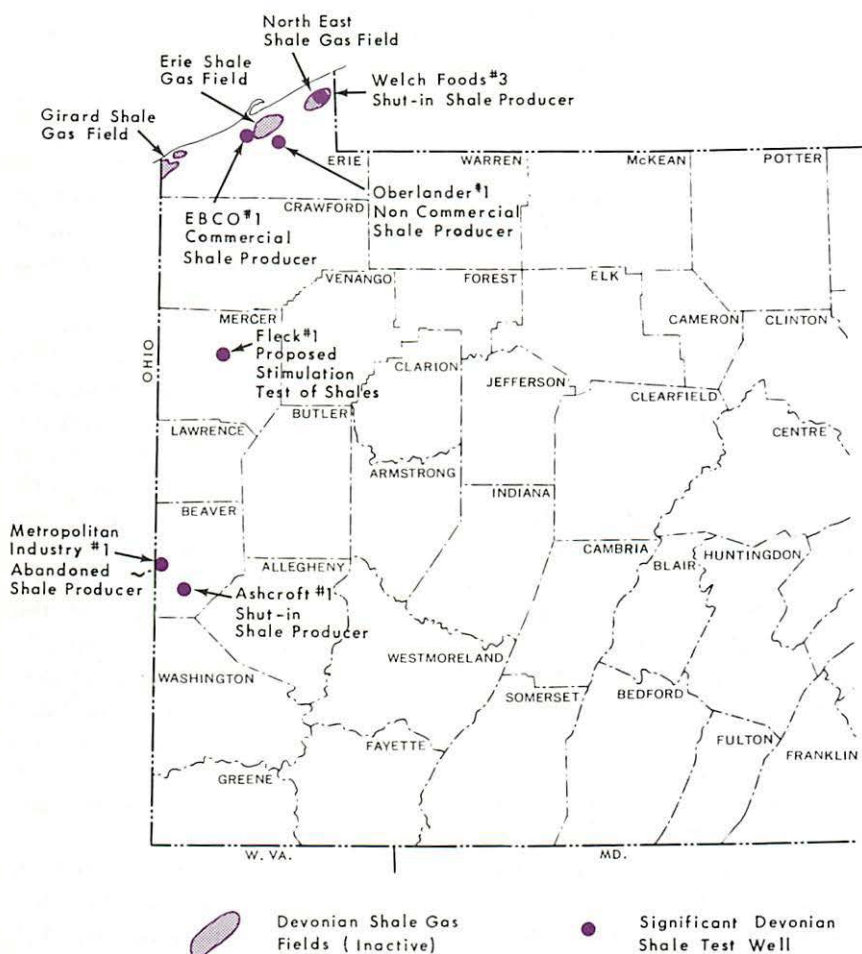 North East
Shale Gas Field
Erie Shale
Gas Field
Welch Foods #3
Shut-in Shale Producer
Girard Shale
Gas Field
ERIE
WARREN
McKEAN
POTTER
Oberlander #1
Non Commercial
Shale Producer
CRAWFORD
EBCO #1
Commercial
Shale Producer
VENANGO
FOREST
ELK
CAMERON
CLINTON
MERCER
OHIO
Fleck #1
Proposed
Stimulation
Test of Shales
CLARION
JEFFERSON
CLEARFIELD
BUTLER
LAWRENCE
CENTRE
ARMSTRONG
INDIANA
BEAVER
Metropolitan
Industry #1
Abandoned
Shale Producer
ALLEGHENY
CAMBRIA
BLAIR
HUNTINGDON
Ashcroft #1
Shut-in
Shale Producer
WESTMORELAND
WASHINGTON
SOMERSET
BEDFORD
FAYETTE
FULTON
FRANKLIN
GREENE
W. VA.
MD.
Devonian Shale Gas
Fields (Inactive)
Significant Devonian
Shale Test Well